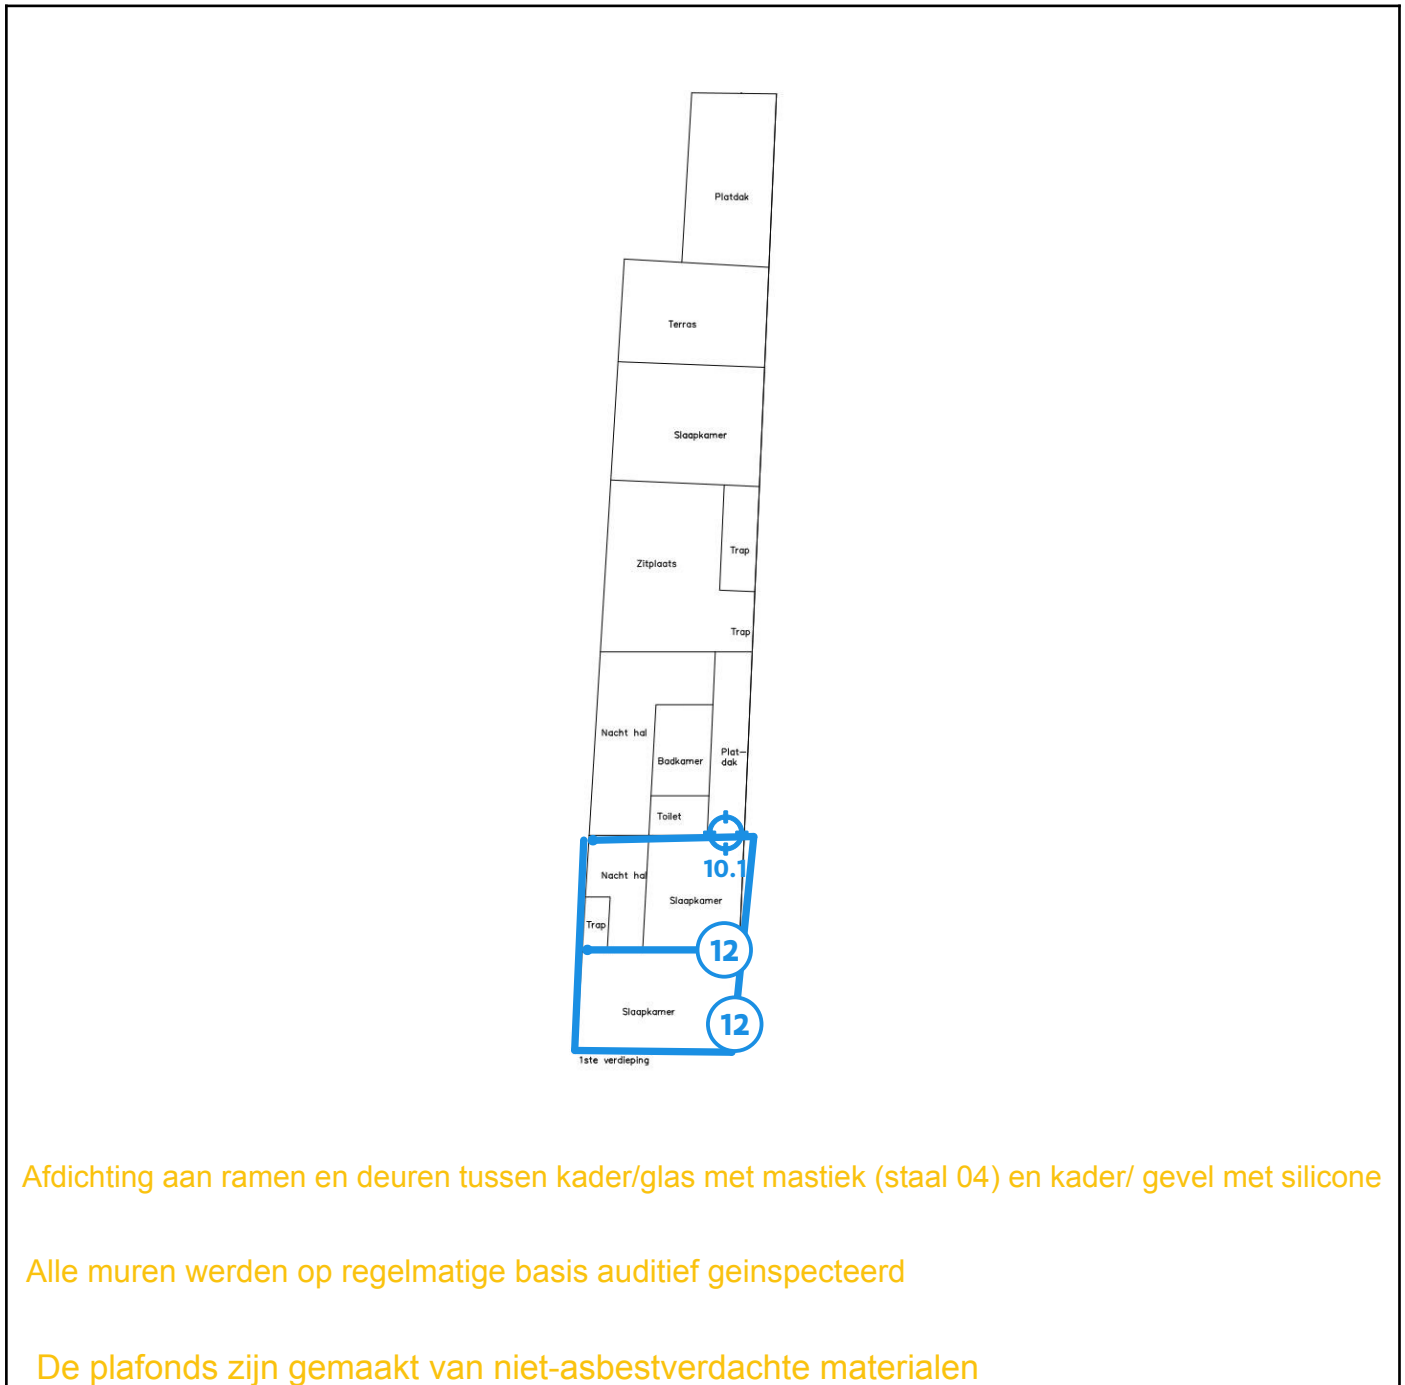 Platdak
Terras
Slaapkamer
Zitplaats
Trap
Trap
Nacht hal
Badkamer
Plat-
dak
Toilet
10.1
Nacht hal
Slaapkamer
Trap
12
Slaapkamer
12
1ste verdieping
Afdichting aan ramen en deuren tussen kader/glas met mastiek (staal 04) en kader/ gevel met silicone
Alle muren werden op regelmatige basis auditief geinspecteerd
De plafonds zijn gemaakt van niet-asbestverdachte materialen